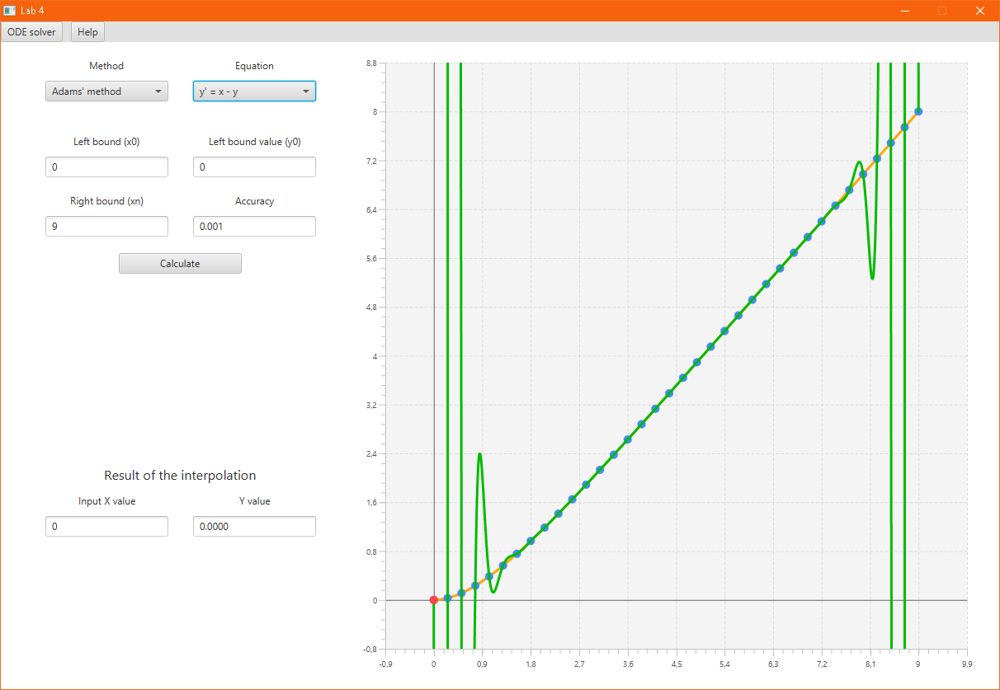 Lab 4
ODE solver Help
Method Equation
Adams' method y' = x - y
Left bound (x0) Left bound value (y0)
0 0
Right bound (xn) Accuracy
9 0.001
Calculate
Result of the interpolation
Input X value Y value
0 0.0000
8,8
8
7,2
6,4
5,6
4,8
4
3,2
2,4
1,6
0,8
0
-0,8
-0,9 0 0,9 1,8 2,7 3,6 4,5 5,4 6,3 7,2 8,1 9 9,9